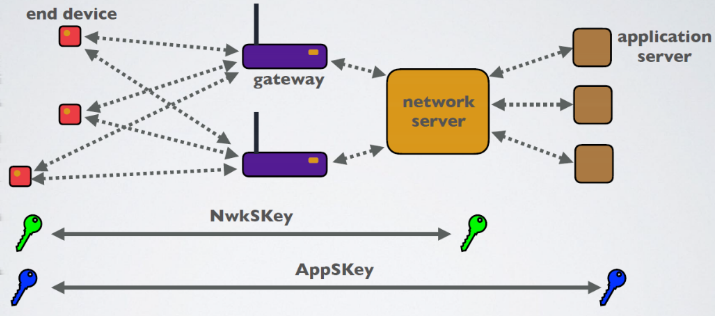 end device
gateway
network
server
application
server
NwkSKey
AppSKey